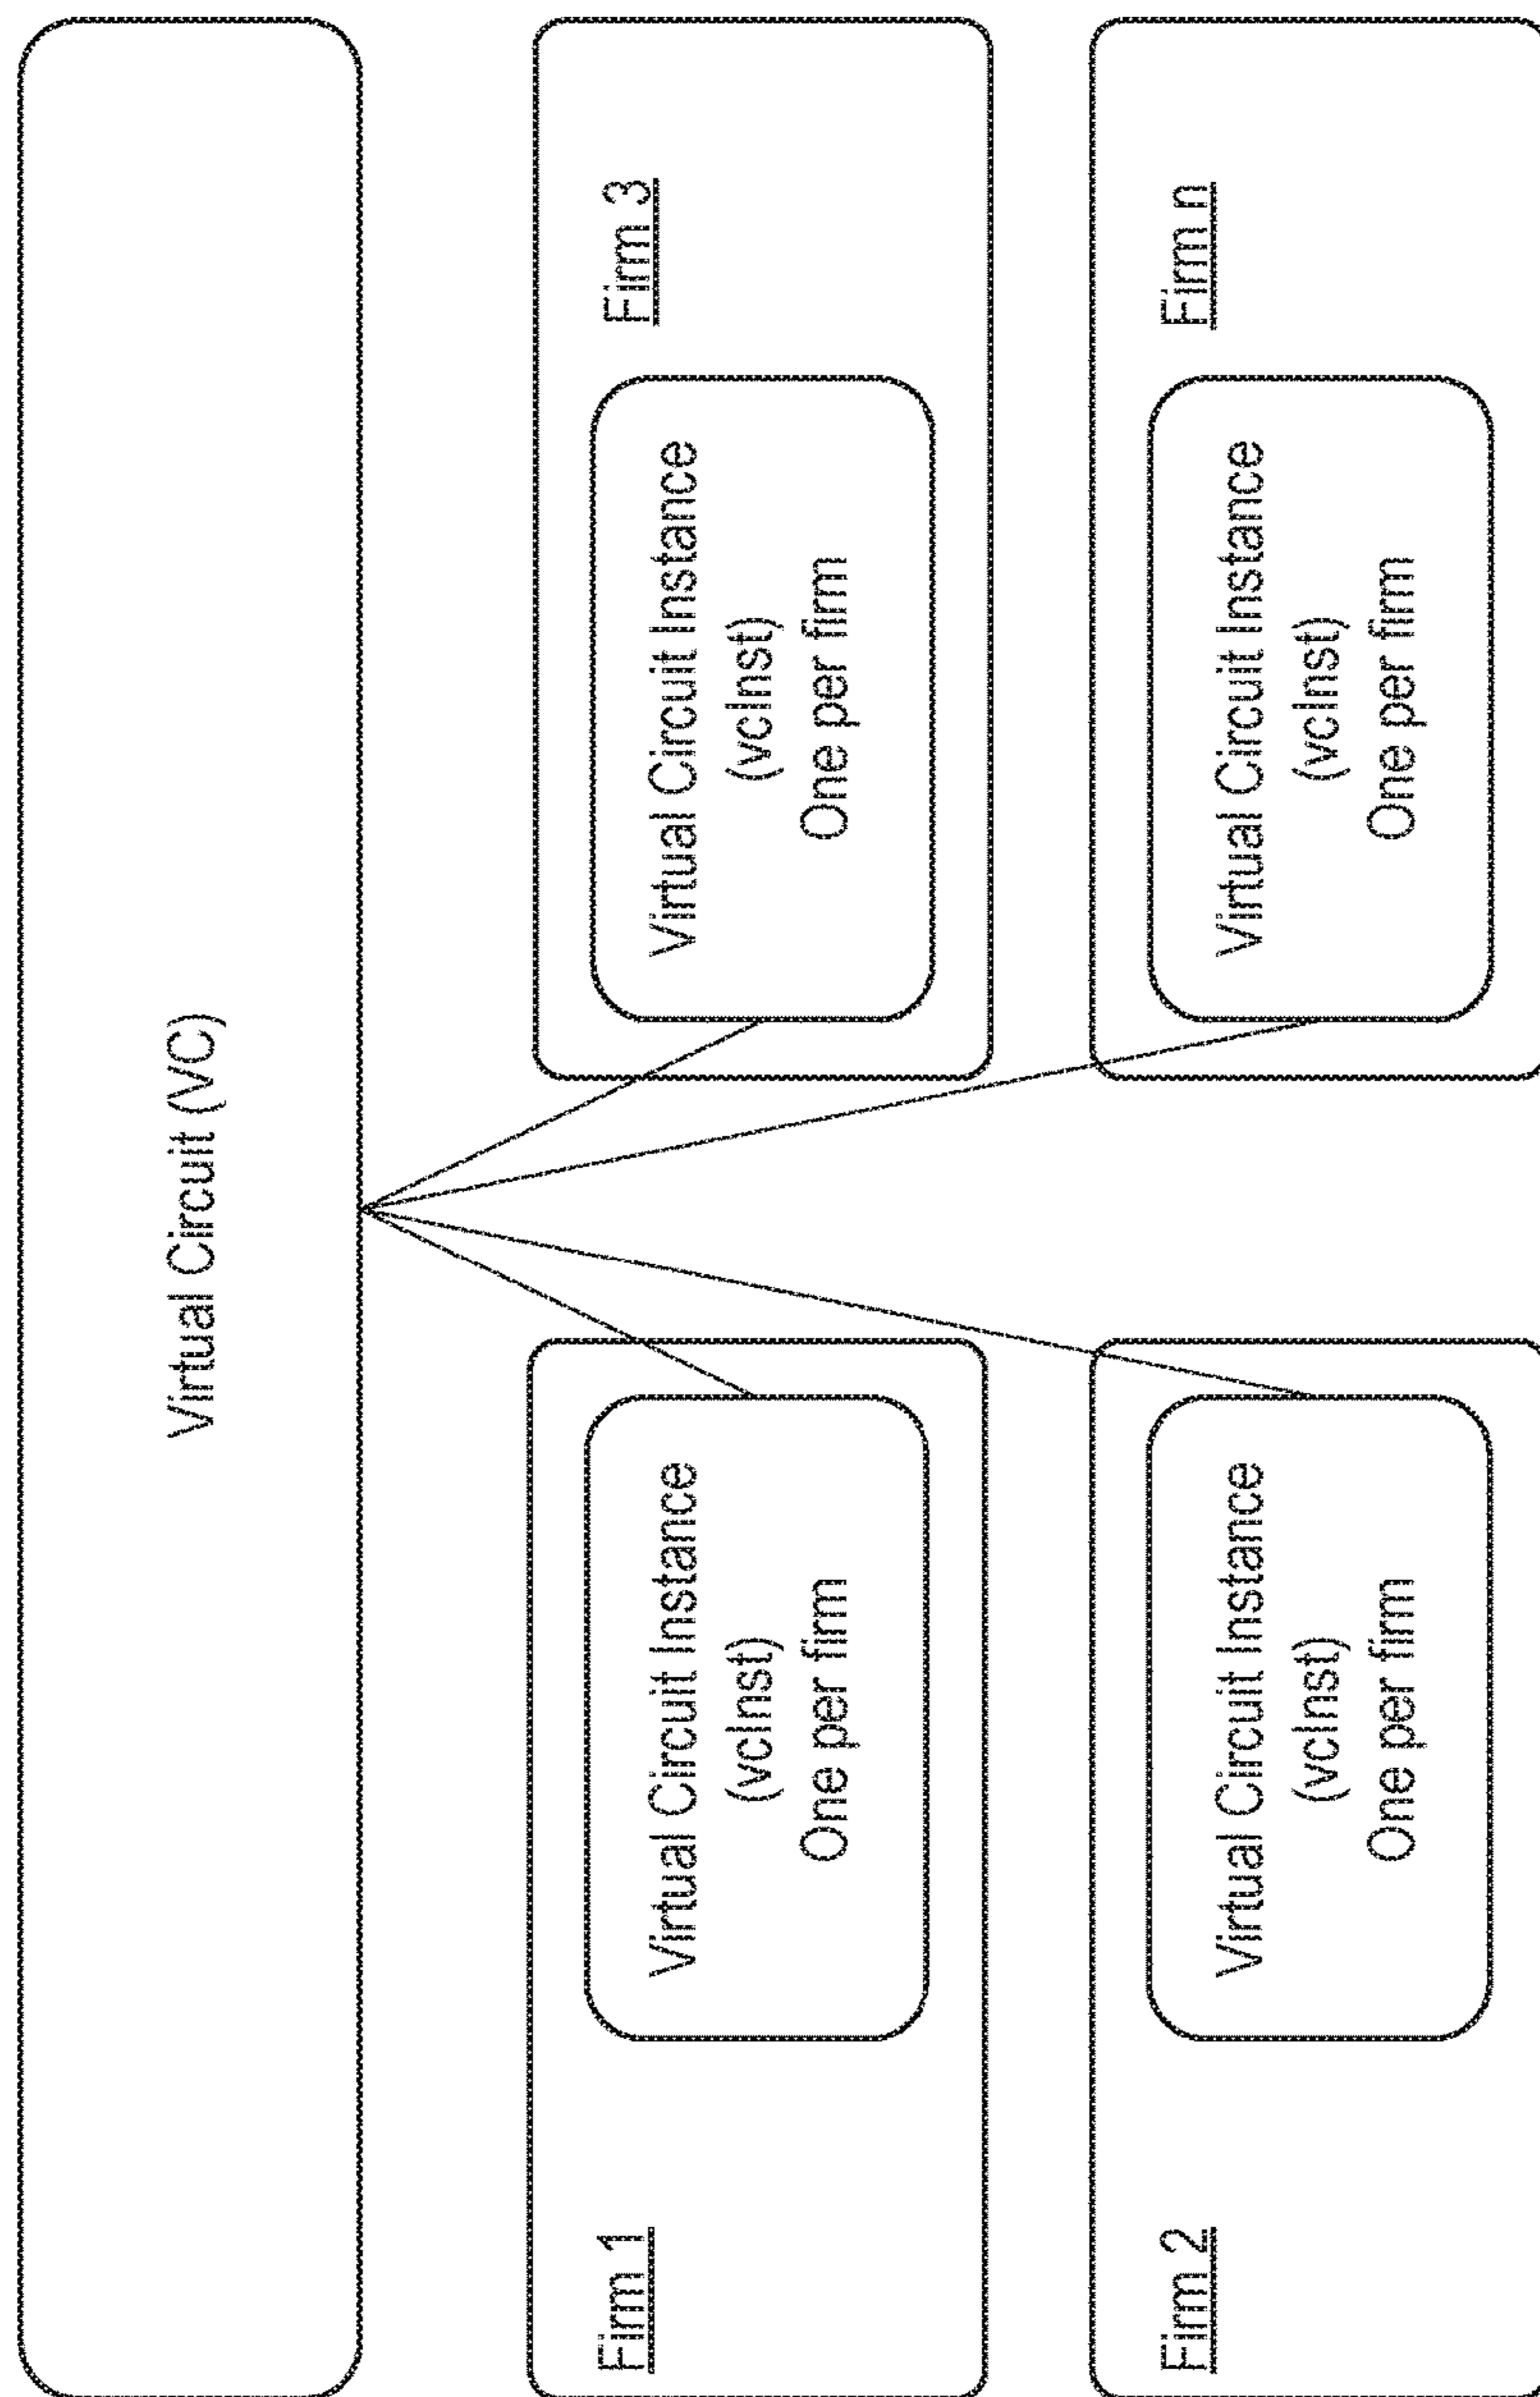 Virtual Circuit (VC)
Firm 1
Virtual Circuit Instance
(vcInst)
One per firm
Firm 3
Virtual Circuit Instance
(vcInst)
One per firm
Firm 2
Virtual Circuit Instance
(vcInst)
One per firm
Firm n
Virtual Circuit Instance
(vcInst)
One per firm